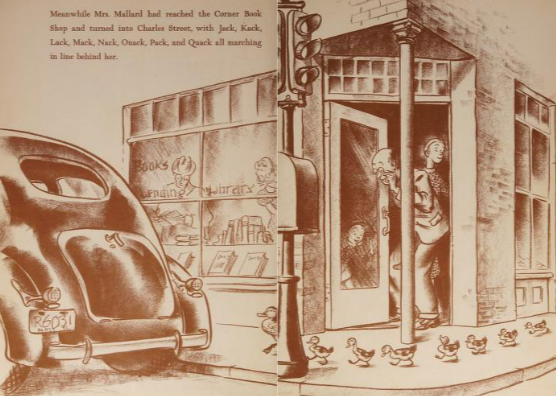 Meanwhile Mrs. Mallard had reached the Corner Book
Shop and turned into Charles Street, with Jack, Kack,
Lack, Mack, Nack, Ouack, Pack, and Quack all marching
in line behind her.
Books
Lending Library